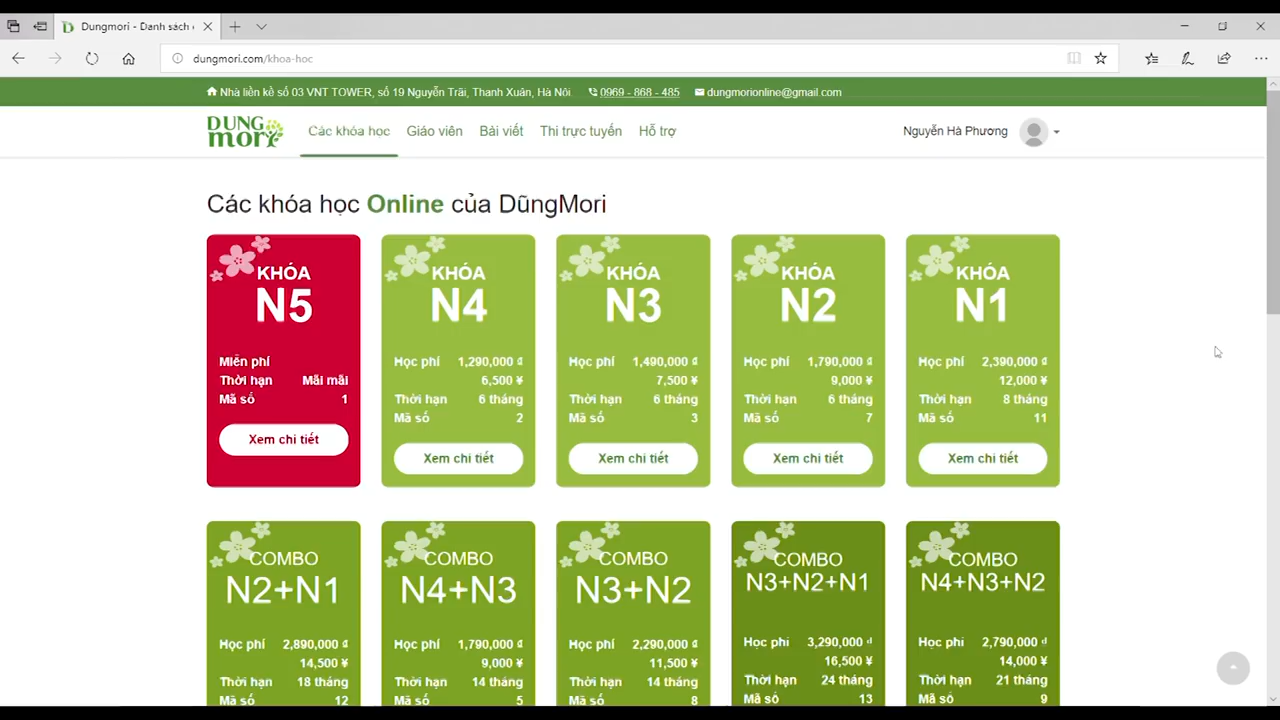 Dungmori - Danh sách
dungmori.com/khoa-hoc
Nhà liền kề số 03 VNT TOWER, số 19 Nguyễn Trãi, Thanh Xuân, Hà Nội 0969 - 868 - 485 dungmorionline@gmail.com
DUNG mori Các khóa học Giáo viên Bài viết Thi trực tuyến Hỗ trợ Nguyễn Hà Phương
Các khóa học Online của DũngMori
KHÓA
N5
Miễn phí
Thời hạn Mãi mãi
Mã số 1
Xem chi tiết
KHÓA
N4
Học phí 1,290,000 ₫
6,500 ¥
Thời hạn 6 tháng
Mã số 2
Xem chi tiết
KHÓA
N3
Học phí 1,490,000 ₫
7,500 ¥
Thời hạn 6 tháng
Mã số 3
Xem chi tiết
KHÓA
N2
Học phí 1,790,000 ₫
9,000 ¥
Thời hạn 6 tháng
Mã số 7
Xem chi tiết
KHÓA
N1
Học phí 2,390,000 ₫
12,000 ¥
Thời hạn 8 tháng
Mã số 11
Xem chi tiết
COMBO
N2+N1
Học phí 2,890,000 ₫
14,500 ¥
Thời hạn 18 tháng
Mã số 12
COMBO
N4+N3
Học phí 1,790,000 ₫
9,000 ¥
Thời hạn 14 tháng
Mã số 5
COMBO
N3+N2
Học phí 2,290,000 ₫
11,500 ¥
Thời hạn 14 tháng
Mã số 8
COMBO
N3+N2+N1
Học phí 3,290,000 ₫
16,500 ¥
Thời hạn 24 tháng
Mã số 13
COMBO
N4+N3+N2
Học phí 2,790,000 ₫
14,000 ¥
Thời hạn 21 tháng
Mã số 9